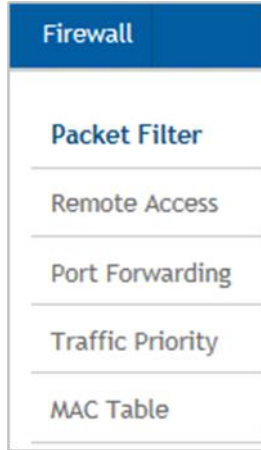 Firewall
Packet Filter
Remote Access
Port Forwarding
Traffic Priority
MAC Table